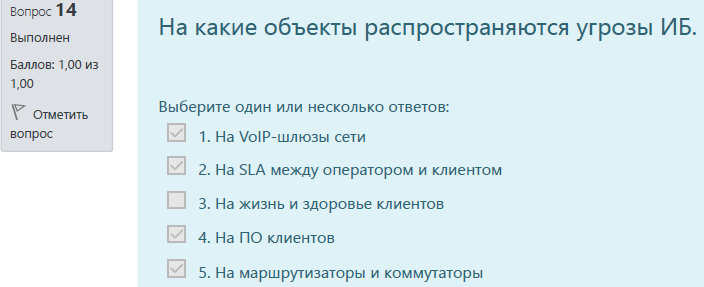 Вопрос 14
Выполнен
Баллов: 1,00 из
1,00
Отметить
вопрос
На какие объекты распространяются угрозы ИБ.
Выберите один или несколько ответов:
1. На VoIP-шлюзы сети
2. На SLA между оператором и клиентом
3. На жизнь и здоровье клиентов
4. На ПО клиентов
5. На маршрутизаторы и коммутаторы